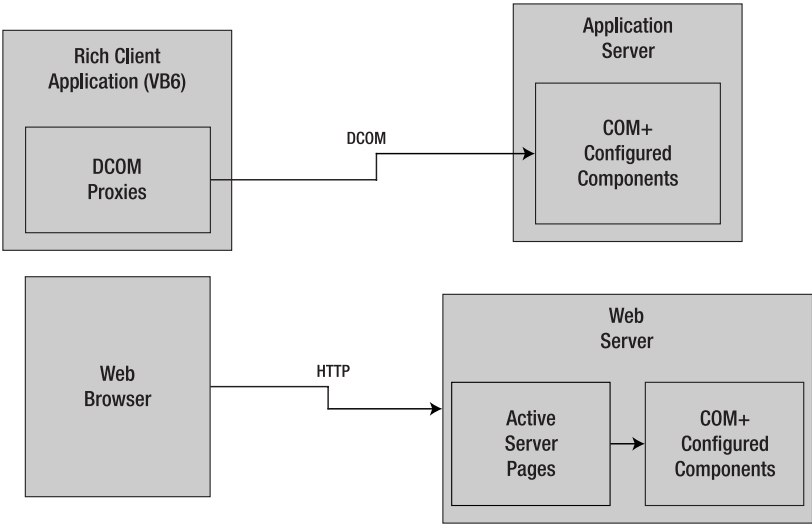 Rich Client
Application (VB6)
DCOM
Proxies
DCOM
Application
Server
COM+
Configured
Components
Web
Browser
HTTP
Web
Server
Active
Server
Pages
COM+
Configured
Components